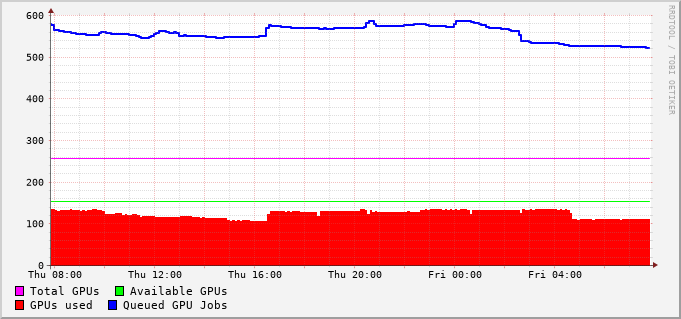 600
500
400
300
200
100
0
Thu 08:00 Thu 12:00 Thu 16:00 Thu 20:00 Fri 00:00 Fri 04:00
Total GPUs Available GPUs
GPUs used Queued GPU Jobs
RRDTOOL / TOBI OETIKER